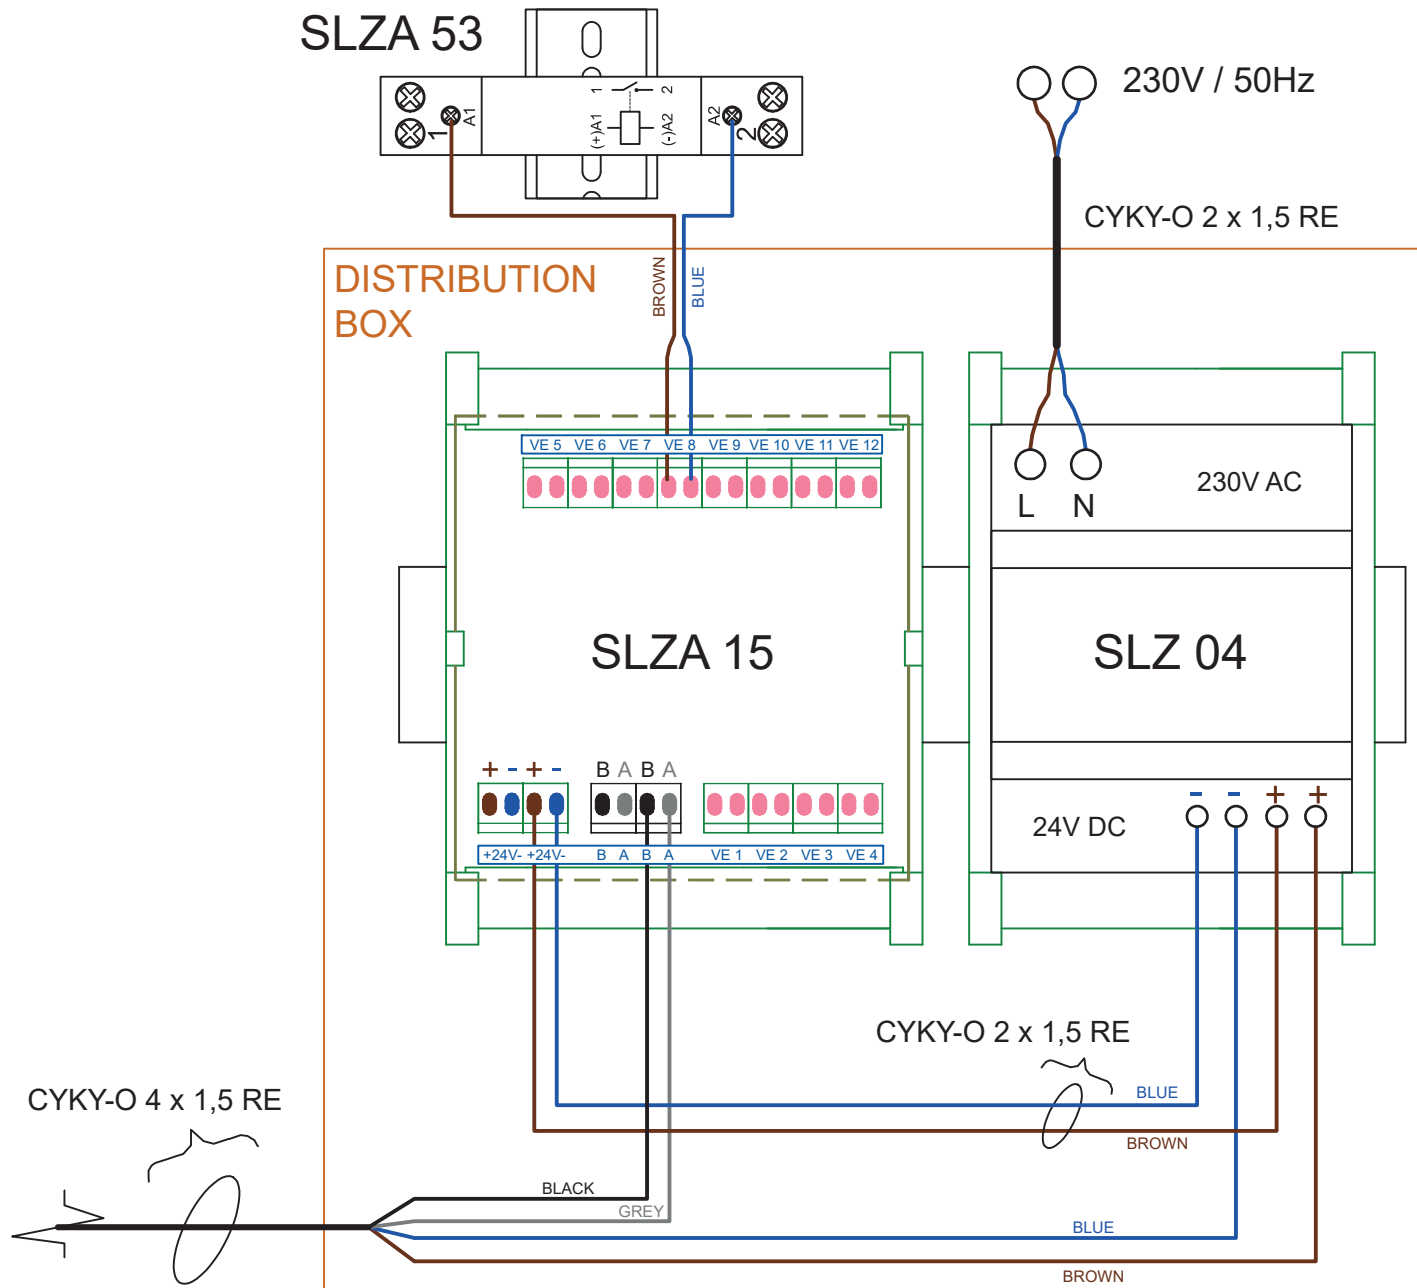 SLZA 53
230V / 50Hz
1 2
A1
1
(+)A1
(-)A2
A2
2
CYKY-O 2 x 1,5 RE
DISTRIBUTION
BOX
BROWN
BLUE
VE 5 VE 6 VE 7 VE 8 VE 9 VE 10 VE 11 VE 12
L N
230V AC
SLZA 15
SLZ 04
+ - + -
B A B A
- - + +
24V DC
+24V- +24V- B A B A VE 1 VE 2 VE 3 VE 4
CYKY-O 2 x 1,5 RE
BLUE
BROWN
CYKY-O 4 x 1,5 RE
BLACK
GREY
BLUE
BROWN